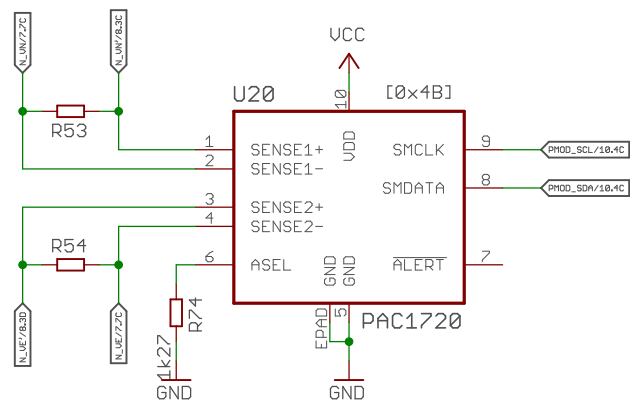 N_VN/7.7C
N_VN'/8.3C
VCC
U20
[0x4B]
10
R53
1
SENSE1+
VDD
SMCLK
9
PMOD_SCL/10.4C
2
SENSE1-
3
SENSE2+
SMDATA
8
PMOD_SDA/10.4C
4
SENSE2-
R54
6
ASEL
GND
GND
ALERT
7
N_VE'/8.3D
N_VE/7.7C
R74
1k27
EPAD
5
PAC1720
GND
GND